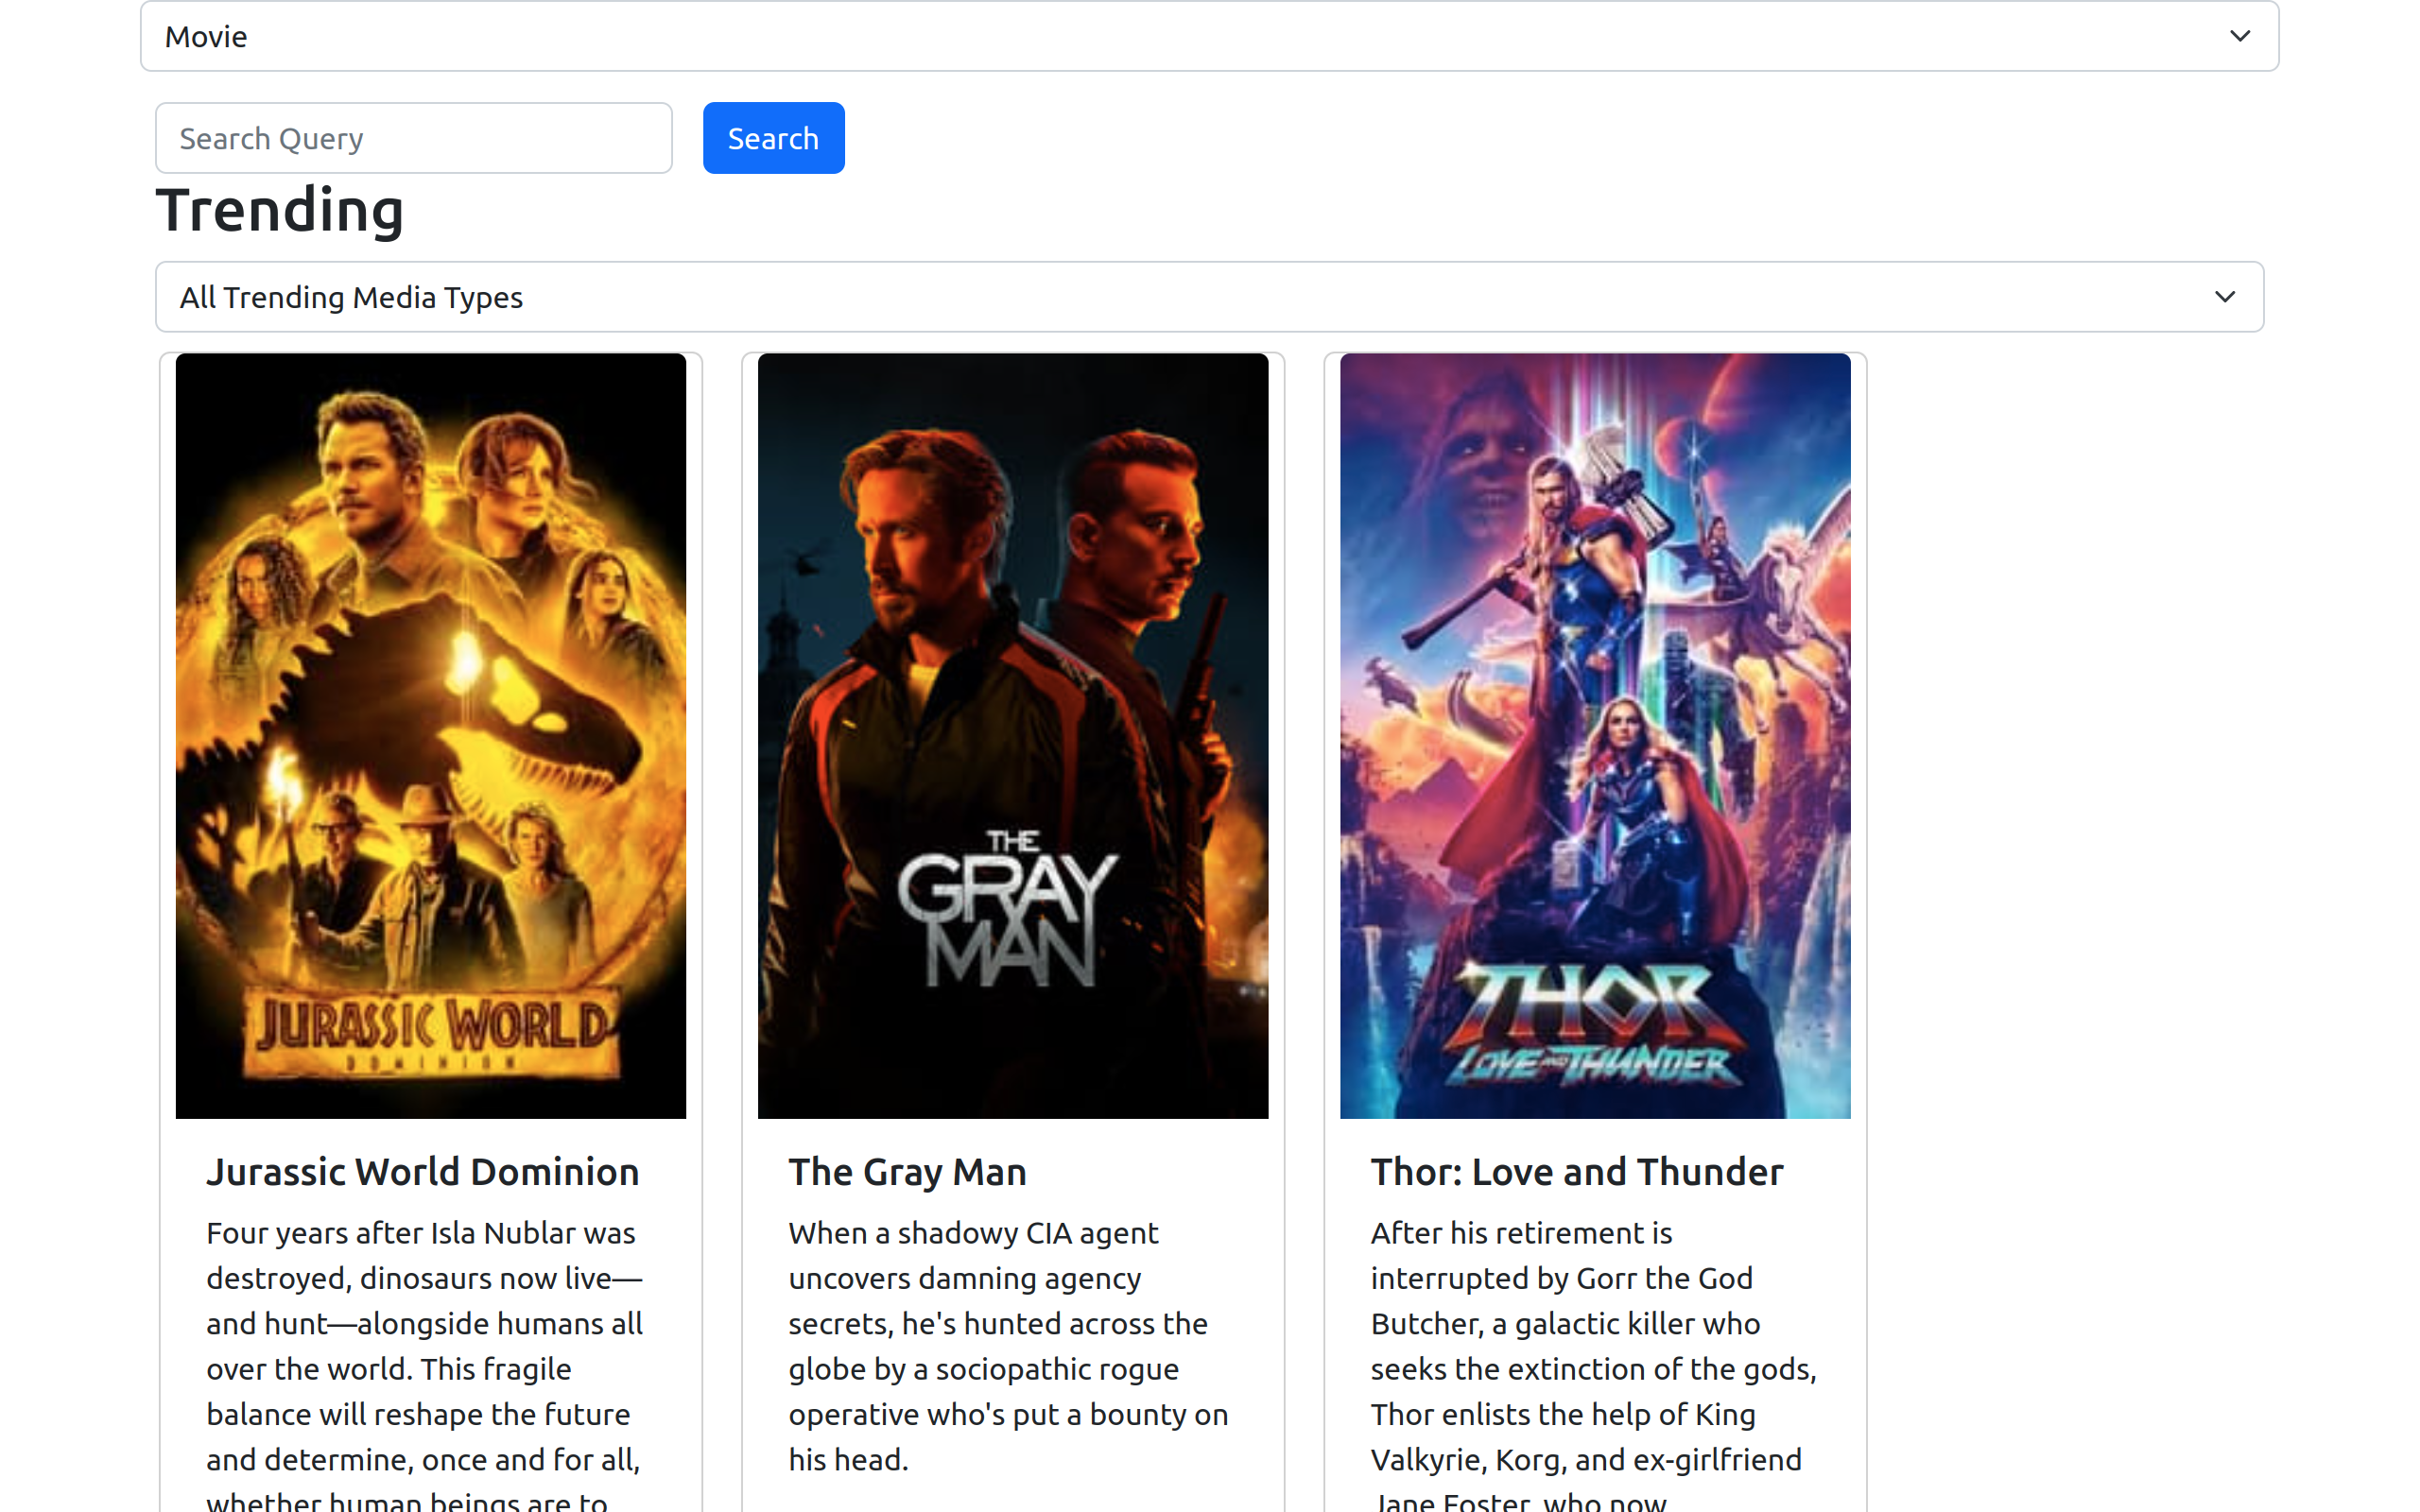 Movie
Search Query
Search
Trending
All Trending Media Types
JURASSIC WORLD
DOMINION
THE
GRAY
MAN
THOR
LOVE AND THUNDER
Jurassic World Dominion
Four years after Isla Nublar was
destroyed, dinosaurs now live—
and hunt—alongside humans all
over the world. This fragile
balance will reshape the future
and determine, once and for all,
whether human beings are to
The Gray Man
When a shadowy CIA agent
uncovers damning agency
secrets, he's hunted across the
globe by a sociopathic rogue
operative who's put a bounty on
his head.
Thor: Love and Thunder
After his retirement is
interrupted by Gorr the God
Butcher, a galactic killer who
seeks the extinction of the gods,
Thor enlists the help of King
Valkyrie, Korg, and ex-girlfriend
Jane Foster, who now